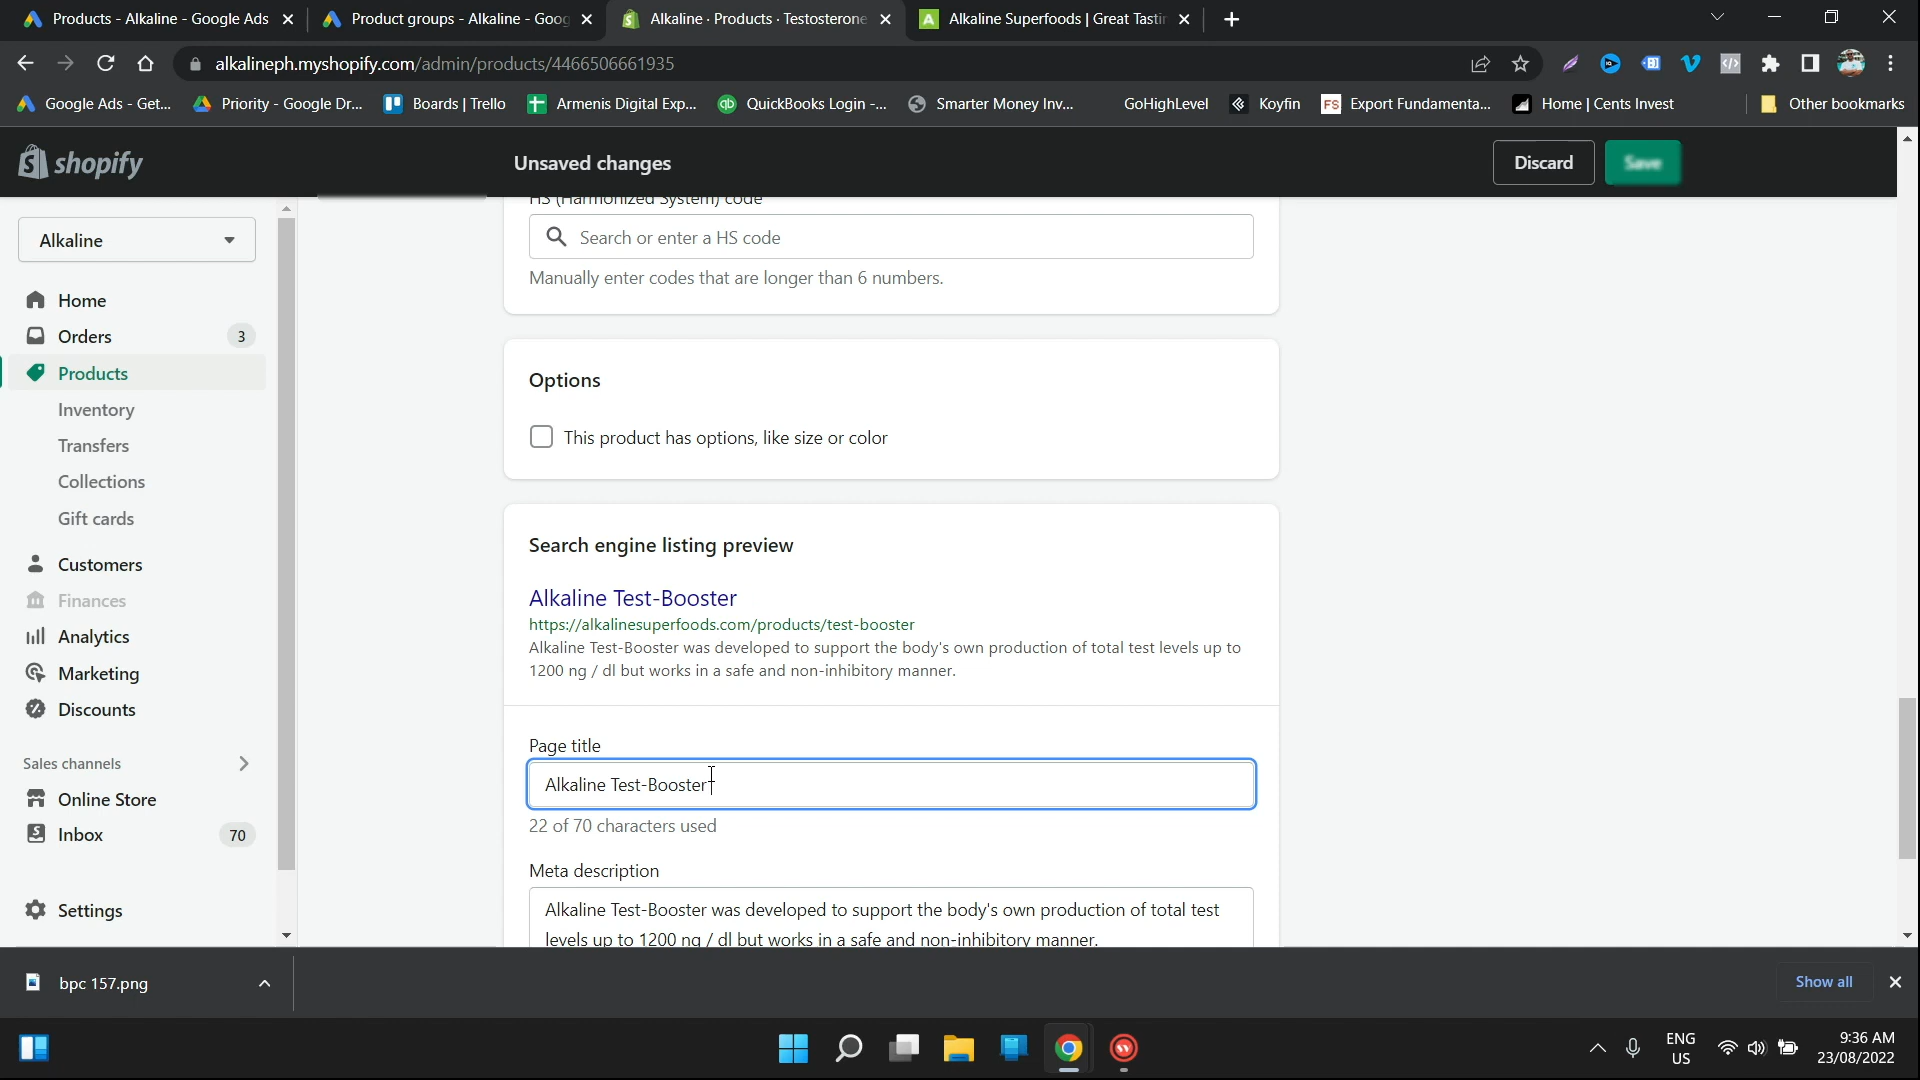 Products - Alkaline - Google Ads
Product groups - Alkaline - Goog
Alkaline · Products · Testosterone
Alkaline Superfoods | Great Tastin
alkalineph.myshopify.com/admin/products/4466506661935
Google Ads - Get...
Priority - Google Dr...
Boards | Trello
Armenis Digital Exp...
QuickBooks Login -...
Smarter Money Inv...
GoHighLevel
Koyfin
FS Export Fundamenta...
Home | Cents Invest
Other bookmarks
shopify
Unsaved changes
Discard
Save
HS (Harmonized System) code
Alkaline
Search or enter a HS code
Manually enter codes that are longer than 6 numbers.
Home
Orders 3
Products
Inventory
Transfers
Collections
Gift cards
Customers
Finances
Analytics
Marketing
Discounts
Sales channels
Online Store
Inbox 70
Settings
Options
This product has options, like size or color
Search engine listing preview
Alkaline Test-Booster
https://alkalinesuperfoods.com/products/test-booster
Alkaline Test-Booster was developed to support the body's own production of total test levels up to
1200 ng / dl but works in a safe and non-inhibitory manner.
Page title
Alkaline Test-Booster
22 of 70 characters used
Meta description
Alkaline Test-Booster was developed to support the body's own production of total test
levels up to 1200 ng / dl but works in a safe and non-inhibitory manner.
bpc 157.png
Show all
ENG
US
9:36 AM
23/08/2022